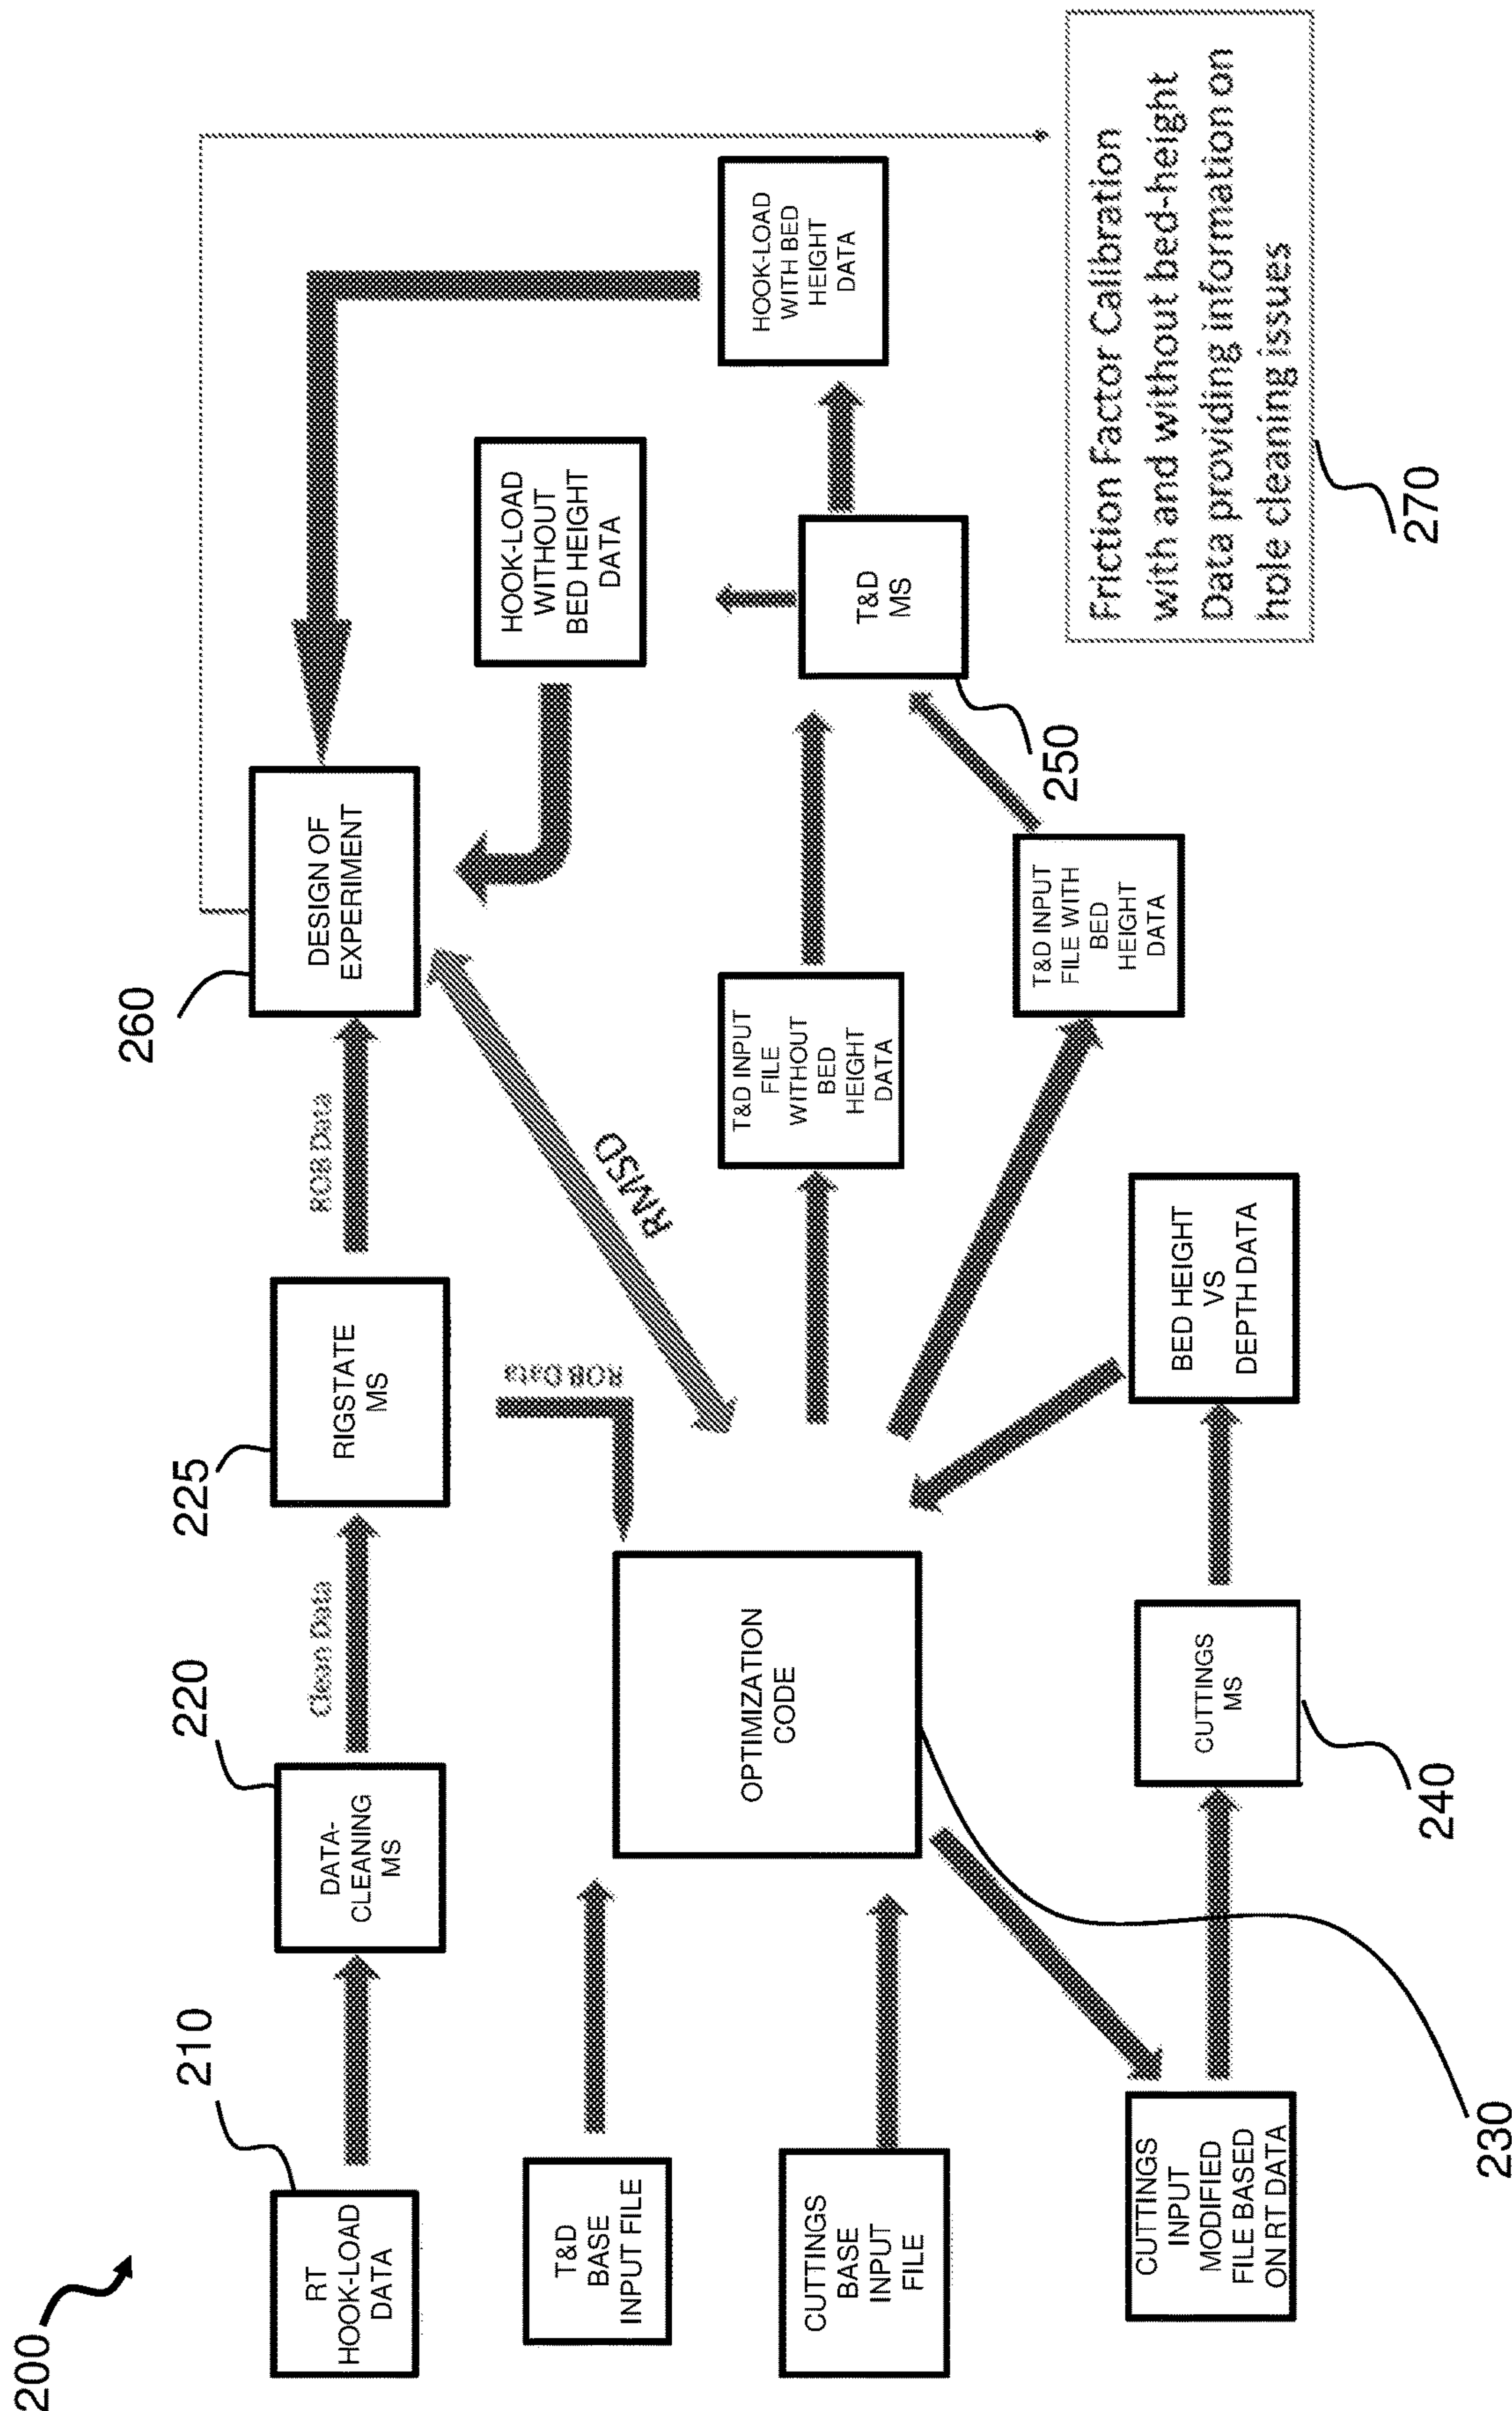 200
210
RT
HOOK-LOAD
DATA
220
DATA-
CLEANING
MS
Clean Data
225
RIGSTATE
MS
ROB Data
260
DESIGN OF
EXPERIMENT
ROB Data
RMSD
T&D
BASE
INPUT FILE
OPTIMIZATION
CODE
CUTTINGS
BASE
INPUT
FILE
HOOK-LOAD
WITHOUT
BED HEIGHT
DATA
HOOK-LOAD
WITH BED
HEIGHT
DATA
T&D INPUT
FILE
WITHOUT
BED
HEIGHT
DATA
T&D
MS
250
T&D INPUT
FILE WITH
BED
HEIGHT
DATA
CUTTINGS
INPUT
MODIFIED
FILE BASED
ON RT DATA
CUTTINGS
MS
240
BED HEIGHT
VS
DEPTH DATA
230
Friction Factor Calibration
with and without bed-height
Data providing information on
hole cleaning issues
270